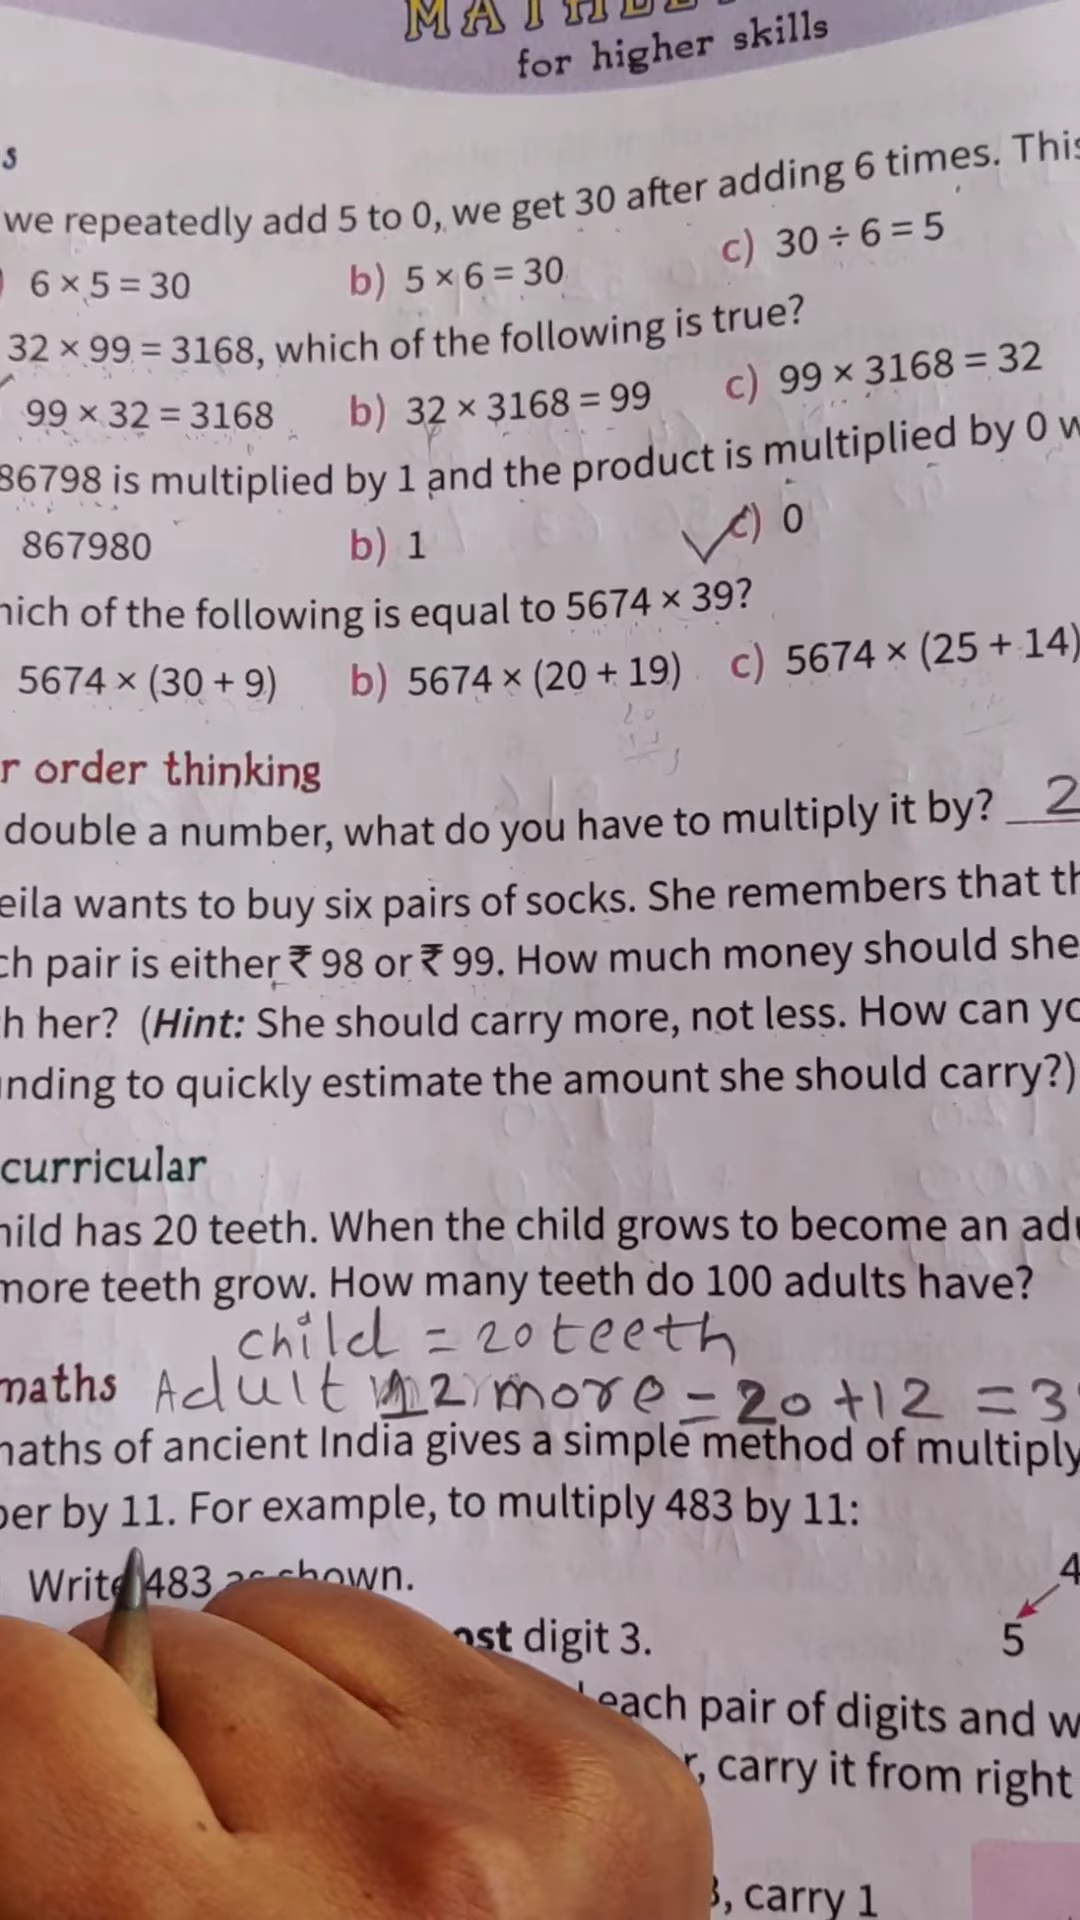 for higher skills
s
we repeatedly add 5 to 0, we get 30 after adding 6 times. This
6 × 5 = 30 b) 5 × 6 = 30 c) 30 ÷ 6 = 5
32 × 99 = 3168, which of the following is true?
99 × 32 = 3168 b) 32 × 3168 = 99 c) 99 × 3168 = 32
86798 is multiplied by 1 and the product is multiplied by 0 w
867980 b) 1 c) 0
hich of the following is equal to 5674 × 39?
5674 × (30 + 9) b) 5674 × (20 + 19) c) 5674 × (25 + 14)
r order thinking
double a number, what do you have to multiply it by? 2
eila wants to buy six pairs of socks. She remembers that th
ch pair is either ₹ 98 or ₹ 99. How much money should she
h her? (Hint: She should carry more, not less. How can yo
nding to quickly estimate the amount she should carry?)
curricular
hild has 20 teeth. When the child grows to become an adu
more teeth grow. How many teeth do 100 adults have?
child = 20 teeth
maths Adult 12 more = 20 + 12 = 3
maths of ancient India gives a simple method of multiply
ber by 11. For example, to multiply 483 by 11:
Write 483 as shown. 4
ost digit 3. 5
each pair of digits and w
r, carry it from right
3, carry 1